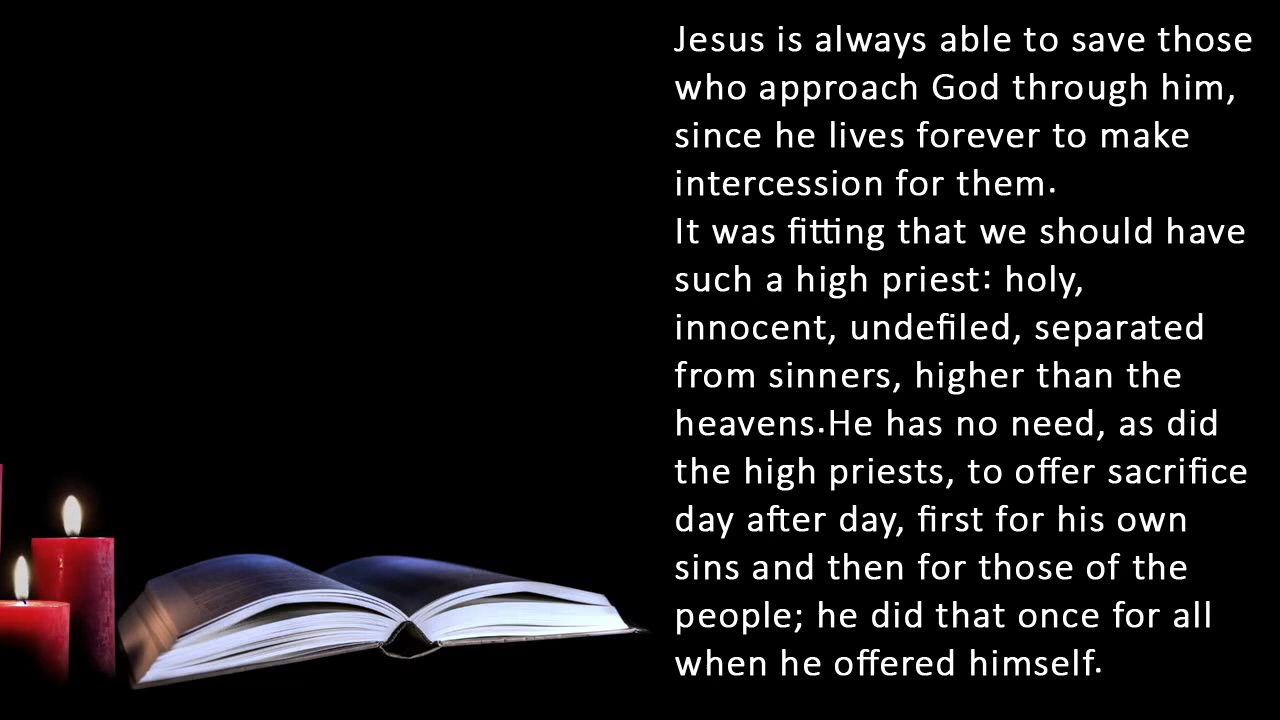 Jesus is always able to save those
who approach God through him,
since he lives forever to make
intercession for them.
It was fitting that we should have
such a high priest: holy,
innocent, undefiled, separated
from sinners, higher than the
heavens.He has no need, as did
the high priests, to offer sacrifice
day after day, first for his own
sins and then for those of the
people; he did that once for all
when he offered himself.